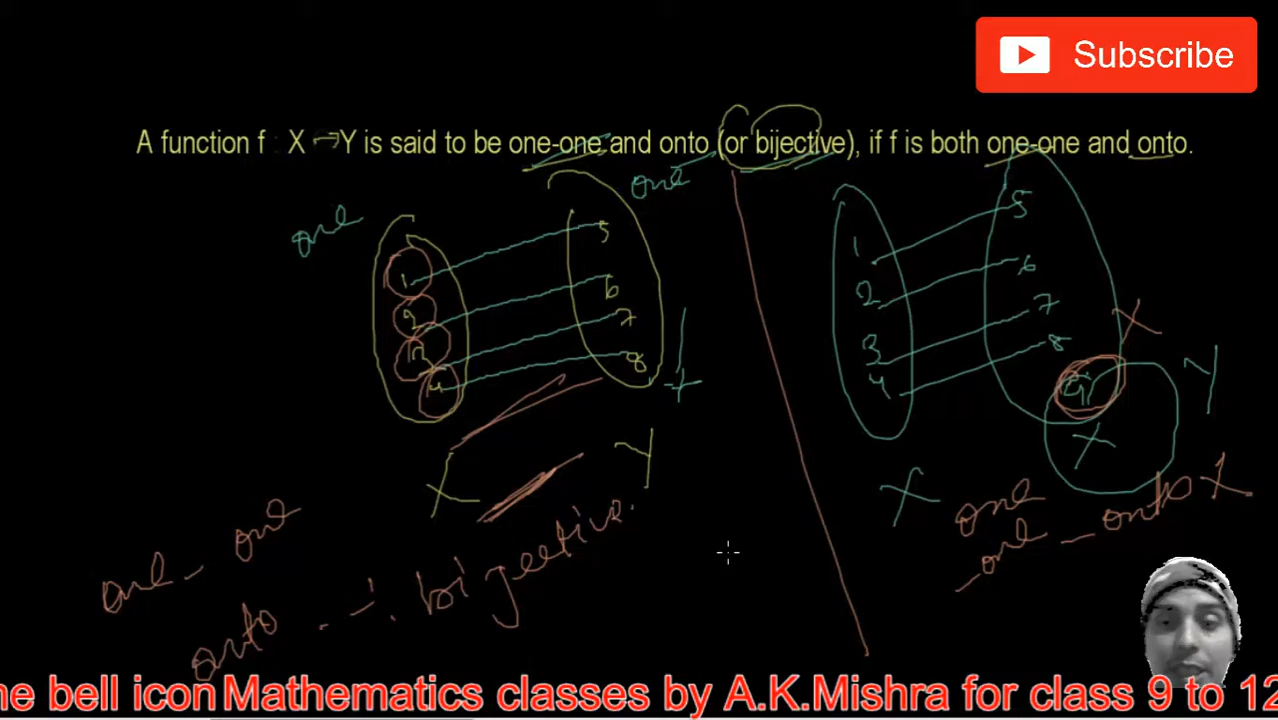 Subscribe
A function f : X → Y is said to be one-one and onto (or bijective), if f is both one-one and onto.
one
one
1
2
3
4
5
6
7
8
X
Y
one - one
onto ∴ bijective.
1
2
3
4
5
6
7
8
9
X
Y
one
- one - onto X
he bell icon Mathematics classes by A.K.Mishra for class 9 to 12